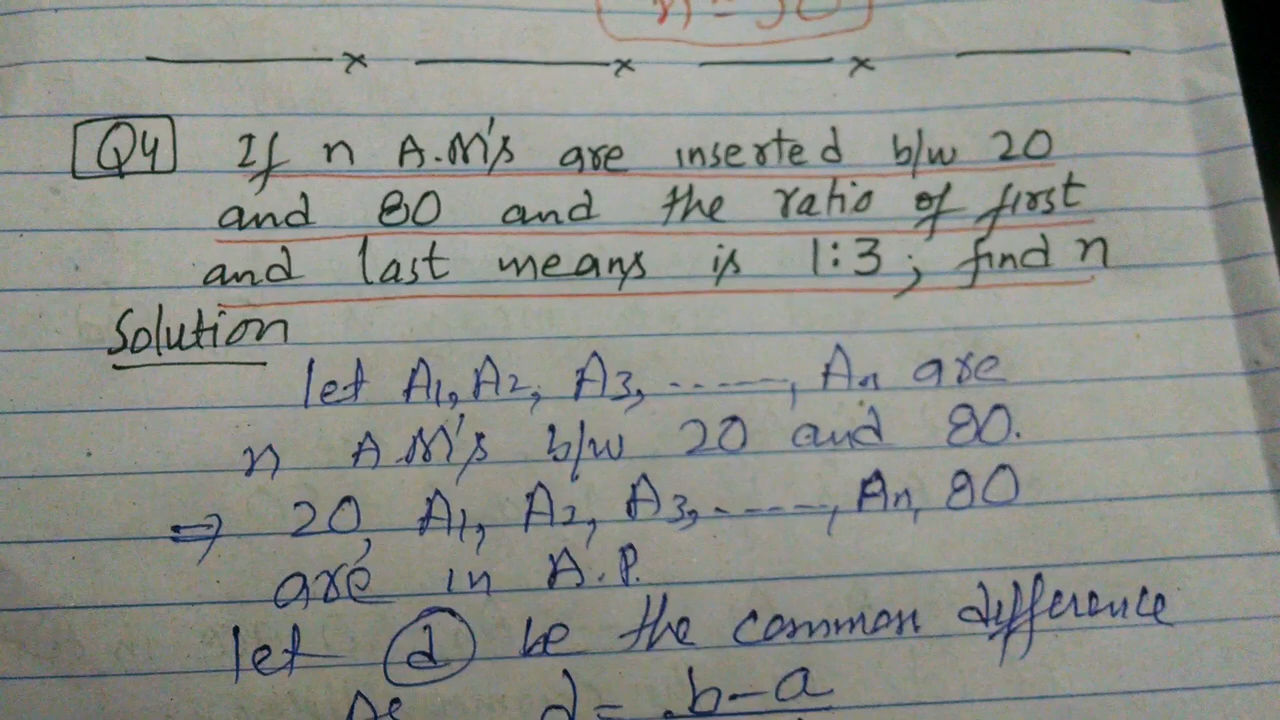 Q4 If n A.M's are inserted b/w 20
and 80 and the ratio of first
and last means is 1:3; find n
Solution
let A1, A2, A3, ------, An are
n A.M's b/w 20 and 80.
⇒ 20, A1, A2, A3, ------, An, 80
are in A.P.
let d be the common difference
d = b-a